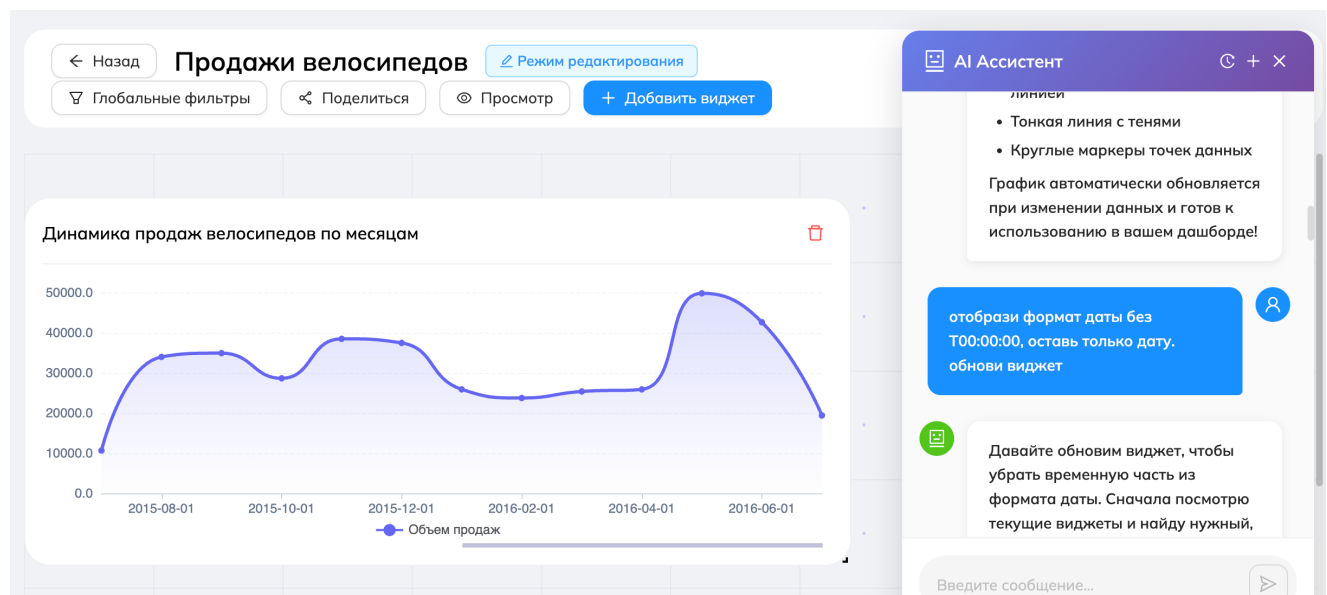 Назад
Продажи велосипедов
Режим редактирования
Глобальные фильтры
Поделиться
Просмотр
+ Добавить виджет
Динамика продаж велосипедов по месяцам
50000.0
40000.0
30000.0
20000.0
10000.0
0.0
2015-08-01
2015-10-01
2015-12-01
2016-02-01
2016-04-01
2016-06-01
Объем продаж
AI Ассистент
линией
• Тонкая линия с тенями
• Круглые маркеры точек данных
График автоматически обновляется
при изменении данных и готов к
использованию в вашем дашборде!
отобрази формат даты без
T00:00:00, оставь только дату.
обнови виджет
Давайте обновим виджет, чтобы
убрать временную часть из
формата даты. Сначала посмотрю
текущие виджеты и найду нужный,
Введите сообщение...